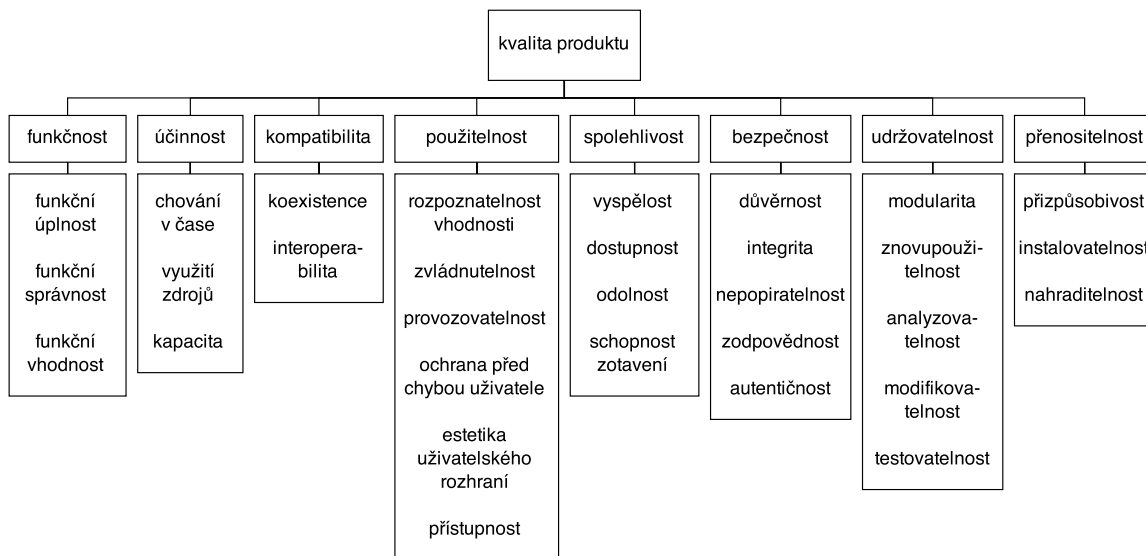 kvalita produktu
funkčnost
účinnost
kompatibilita
použitelnost
spolehlivost
bezpečnost
udržovatelnost
přenositelnost
funkční
úplnost
funkční
správnost
funkční
vhodnost
chování
v čase
využití
zdrojů
kapacita
koexistence
interopera-
bilita
rozpoznatelnost
vhodnosti
zvládnutelnost
provozovatelnost
ochrana před
chybou uživatele
estetika
uživatelského
rozhraní
přístupnost
vyspělost
dostupnost
odolnost
schopnost
zotavení
důvěrnost
integrita
nepopiratelnost
zodpovědnost
autentičnost
modularita
znovupouži-
telnost
analyzova-
telnost
modifikova-
telnost
testovatelnost
přizpůsobivost
instalovatelnost
nahraditelnost